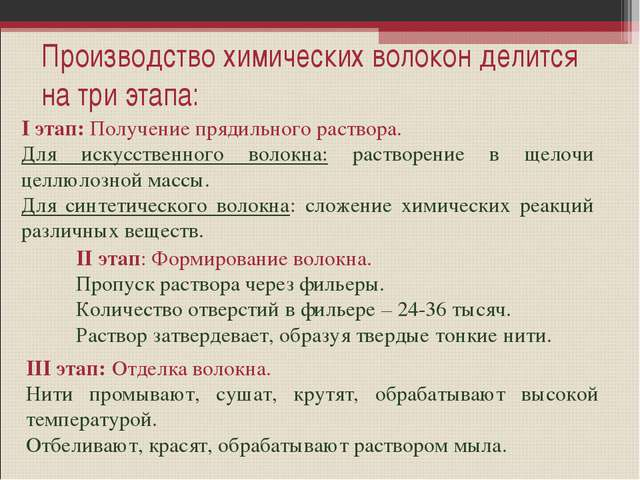 Производство химических волокон делится
на три этапа:
I этап: Получение прядильного раствора.
Для искусственного волокна: растворение в щелочи
целлюлозной массы.
Для синтетического волокна: сложение химических реакций
различных веществ.
II этап: Формирование волокна.
Пропуск раствора через фильеры.
Количество отверстий в фильере – 24-36 тысяч.
Раствор затвердевает, образуя твердые тонкие нити.
III этап: Отделка волокна.
Нити промывают, сушат, крутят, обрабатывают высокой
температурой.
Отбеливают, красят, обрабатывают раствором мыла.